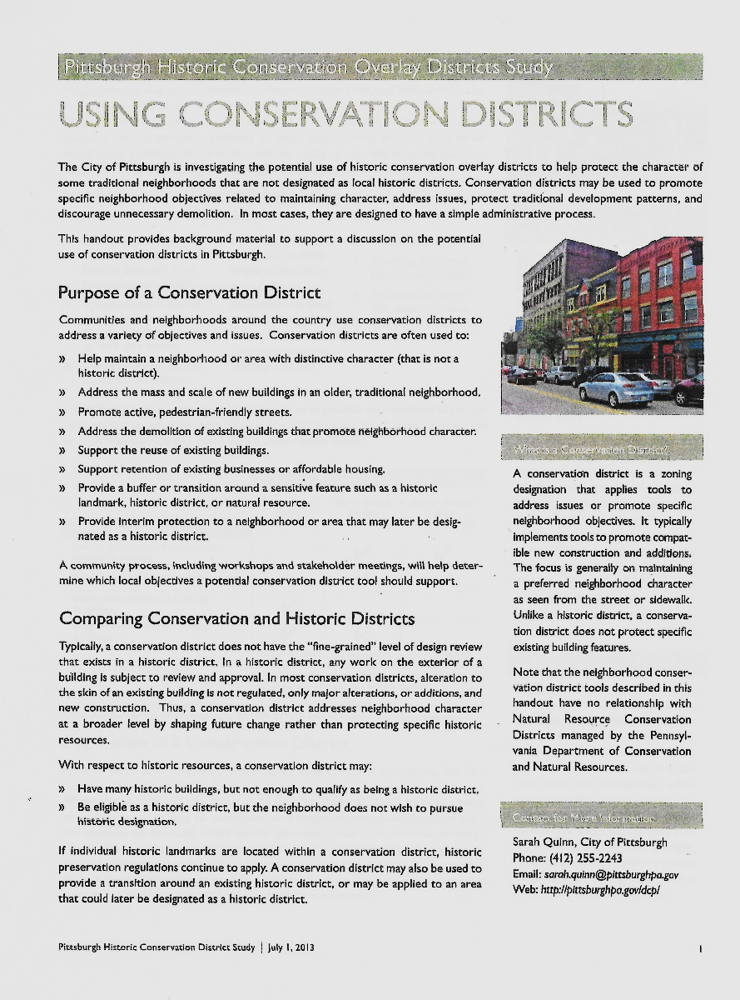 Pittsburgh Historic Conservation Overlay Districts Study
USING CONSERVATION DISTRICTS
The City of Pittsburgh is investigating the potential use of historic conservation overlay districts to help protect the character of
some traditional neighborhoods that are not designated as local historic districts. Conservation districts may be used to promote
specific neighborhood objectives related to maintaining character, address issues, protect traditional development patterns, and
discourage unnecessary demolition. In most cases, they are designed to have a simple administrative process.
This handout provides background material to support a discussion on the potential
use of conservation districts in Pittsburgh.
Purpose of a Conservation District
Communities and neighborhoods around the country use conservation districts to
address a variety of objectives and issues. Conservation districts are often used to:
» Help maintain a neighborhood or area with distinctive character (that is not a
historic district).
» Address the mass and scale of new buildings in an older, traditional neighborhood.
» Promote active, pedestrian-friendly streets.
» Address the demolition of existing buildings that promote neighborhood character.
» Support the reuse of existing buildings.
» Support retention of existing businesses or affordable housing.
» Provide a buffer or transition around a sensitive feature such as a historic
landmark, historic district, or natural resource.
» Provide interim protection to a neighborhood or area that may later be desig-
nated as a historic district.
A community process, including workshops and stakeholder meetings, will help deter-
mine which local objectives a potential conservation district tool should support.
Comparing Conservation and Historic Districts
Typically, a conservation district does not have the "fine-grained" level of design review
that exists in a historic district. In a historic district, any work on the exterior of a
building is subject to review and approval. In most conservation districts, alteration to
the skin of an existing building is not regulated, only major alterations, or additions, and
new construction. Thus, a conservation district addresses neighborhood character
at a broader level by shaping future change rather than protecting specific historic
resources.
With respect to historic resources, a conservation district may:
» Have many historic buildings, but not enough to qualify as being a historic district.
» Be eligible as a historic district, but the neighborhood does not wish to pursue
historic designation.
If individual historic landmarks are located within a conservation district, historic
preservation regulations continue to apply. A conservation district may also be used to
provide a transition around an existing historic district, or may be applied to an area
that could later be designated as a historic district.
What is a Conservation District?
A conservation district is a zoning
designation that applies tools to
address issues or promote specific
neighborhood objectives. It typically
implements tools to promote compat-
ible new construction and additions.
The focus is generally on maintaining
a preferred neighborhood character
as seen from the street or sidewalk.
Unlike a historic district, a conserva-
tion district does not protect specific
existing building features.
Note that the neighborhood conser-
vation district tools described in this
handout have no relationship with
Natural Resource Conservation
Districts managed by the Pennsyl-
vania Department of Conservation
and Natural Resources.
Contact for More Information
Sarah Quinn, City of Pittsburgh
Phone: (412) 255-2243
Email: sarah.quinn@pittsburghpa.gov
Web: http://pittsburghpa.gov/dcp/
Pittsburgh Historic Conservation District Study | July 1, 2013
1